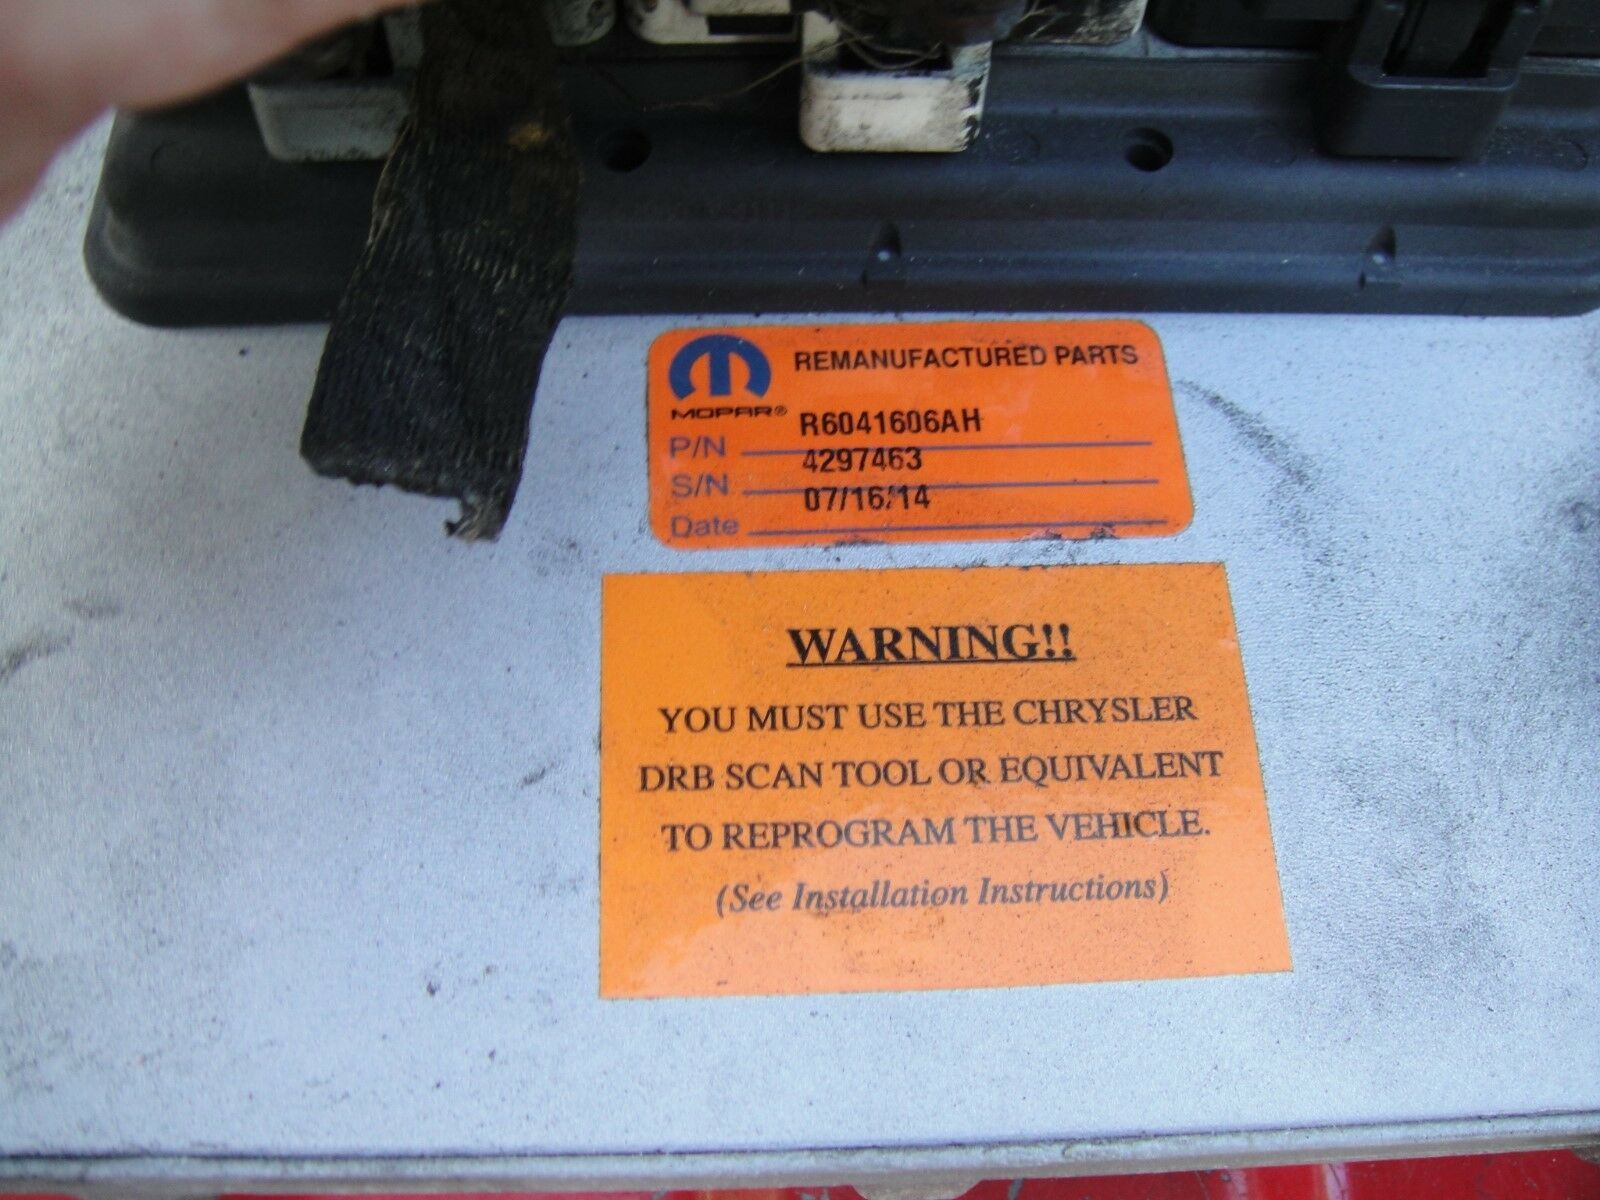 REMANUFACTURED PARTS
MOPAR®
P/N R6041606AH
S/N 4297463
Date 07/16/14
WARNING!!
YOU MUST USE THE CHRYSLER
DRB SCAN TOOL OR EQUIVALENT
TO REPROGRAM THE VEHICLE.
(See Installation Instructions)